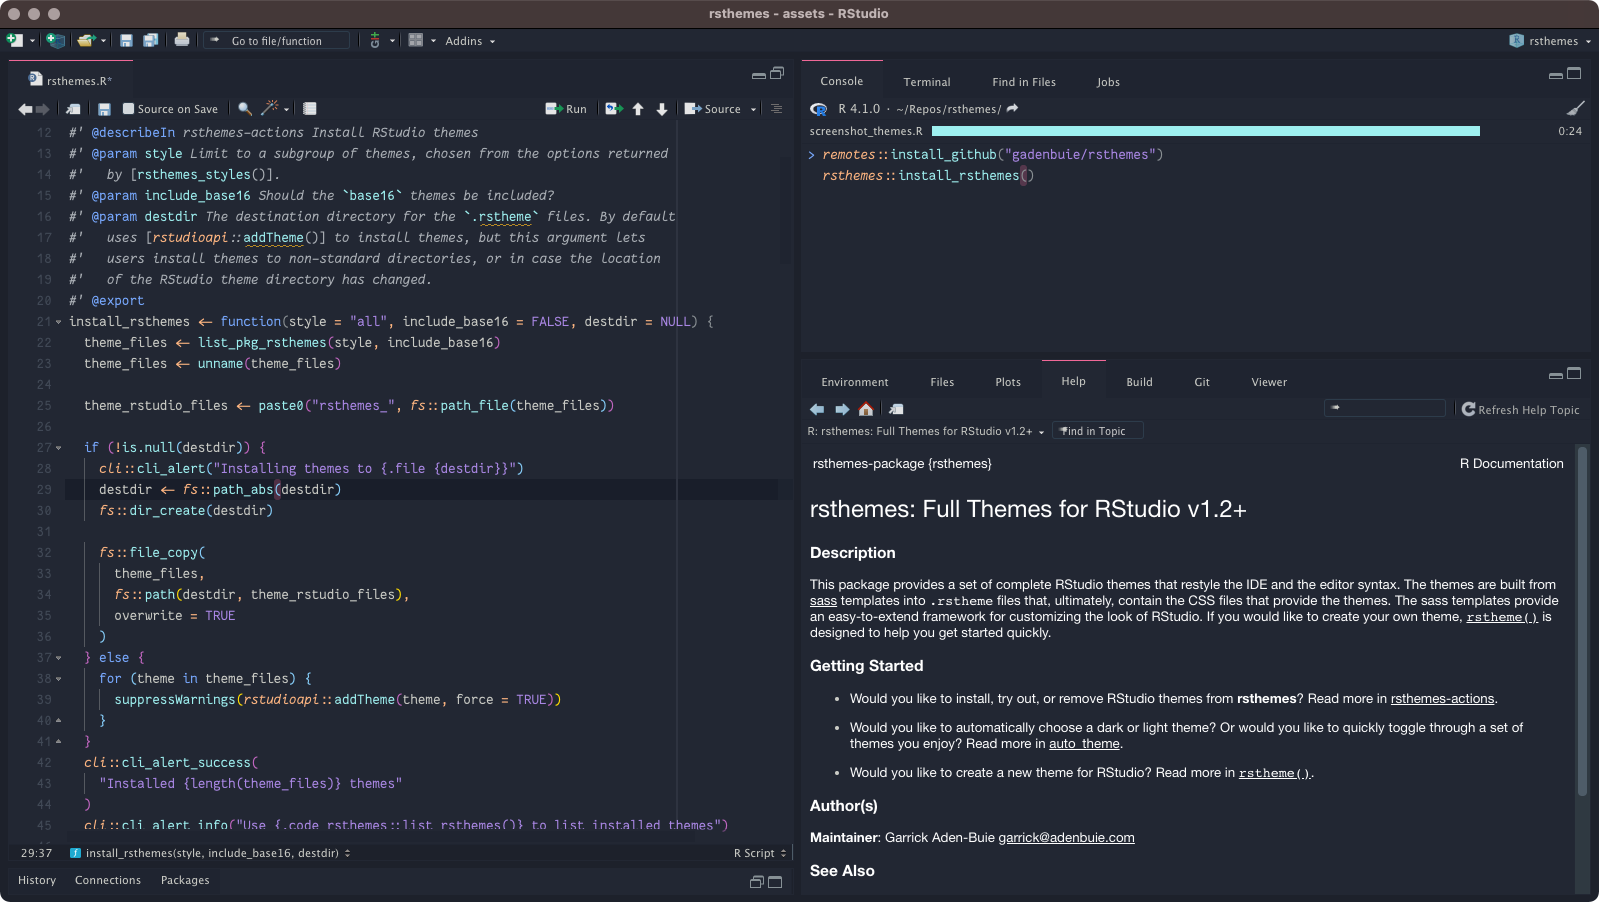 rsthemes - assets - RStudio
Go to file/function
Addins
rsthemes
rsthemes.R*
Source on Save
Run
Source
12 #' @describeIn rsthemes-actions Install RStudio themes
13 #' @param style Limit to a subgroup of themes, chosen from the options returned
14 #'   by [rsthemes_styles()].
15 #' @param include_base16 Should the `base16` themes be included?
16 #' @param destdir The destination directory for the `.rstheme` files. By default
17 #'   uses [rstudioapi::addTheme()] to install themes, but this argument lets
18 #'   users install themes to non-standard directories, or in case the location
19 #'   of the RStudio theme directory has changed.
20 #' @export
21 install_rsthemes <- function(style = "all", include_base16 = FALSE, destdir = NULL) {
22   theme_files <- list_pkg_rsthemes(style, include_base16)
23   theme_files <- unname(theme_files)
24
25   theme_rstudio_files <- paste0("rsthemes_", fs::path_file(theme_files))
26
27   if (!is.null(destdir)) {
28     cli::cli_alert("Installing themes to {.file {destdir}}")
29     destdir <- fs::path_abs(destdir)
30     fs::dir_create(destdir)
31
32     fs::file_copy(
33       theme_files,
34       fs::path(destdir, theme_rstudio_files),
35       overwrite = TRUE
36     )
37   } else {
38     for (theme in theme_files) {
39       suppressWarnings(rstudioapi::addTheme(theme, force = TRUE))
40     }
41   }
42   cli::cli_alert_success(
43     "Installed {length(theme_files)} themes"
44   )
45   cli::cli_alert_info("Use {.code rsthemes::list_rsthemes()} to list installed themes")
29:37
install_rsthemes(style, include_base16, destdir)
R Script
History
Connections
Packages
Console
Terminal
Find in Files
Jobs
R 4.1.0 · ~/Repos/rsthemes/
screenshot_themes.R
0:24
> remotes::install_github("gadenbuie/rsthemes")
rsthemes::install_rsthemes()
Environment
Files
Plots
Help
Build
Git
Viewer
Refresh Help Topic
R: rsthemes: Full Themes for RStudio v1.2+
Find in Topic
rsthemes-package {rsthemes}
R Documentation
rsthemes: Full Themes for RStudio v1.2+
Description
This package provides a set of complete RStudio themes that restyle the IDE and the editor syntax. The themes are built from
sass templates into .rstheme files that, ultimately, contain the CSS files that provide the themes. The sass templates provide
an easy-to-extend framework for customizing the look of RStudio. If you would like to create your own theme, rstheme() is
designed to help you get started quickly.
Getting Started
• Would you like to install, try out, or remove RStudio themes from rsthemes? Read more in rsthemes-actions.
• Would you like to automatically choose a dark or light theme? Or would you like to quickly toggle through a set of
themes you enjoy? Read more in auto_theme.
• Would you like to create a new theme for RStudio? Read more in rstheme().
Author(s)
Maintainer: Garrick Aden-Buie garrick@adenbuie.com
See Also